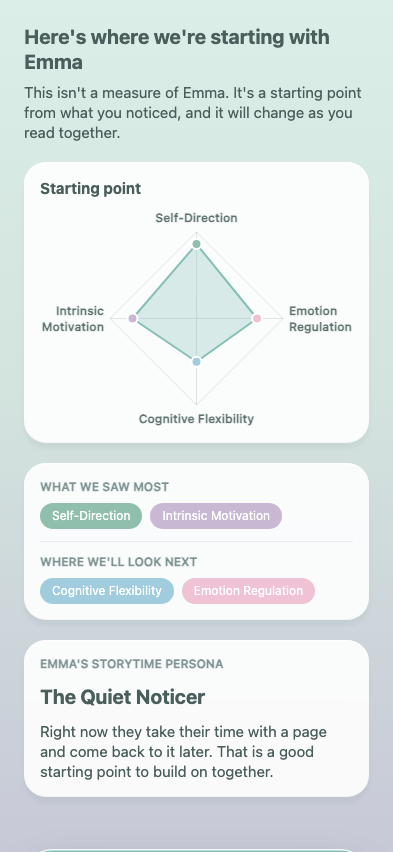 Here's where we're starting with
Emma
This isn't a measure of Emma. It's a starting point
from what you noticed, and it will change as you
read together.
Starting point
Self-Direction
Intrinsic
Motivation
Emotion
Regulation
Cognitive Flexibility
WHAT WE SAW MOST
Self-Direction
Intrinsic Motivation
WHERE WE'LL LOOK NEXT
Cognitive Flexibility
Emotion Regulation
EMMA'S STORYTIME PERSONA
The Quiet Noticer
Right now they take their time with a page
and come back to it later. That is a good
starting point to build on together.